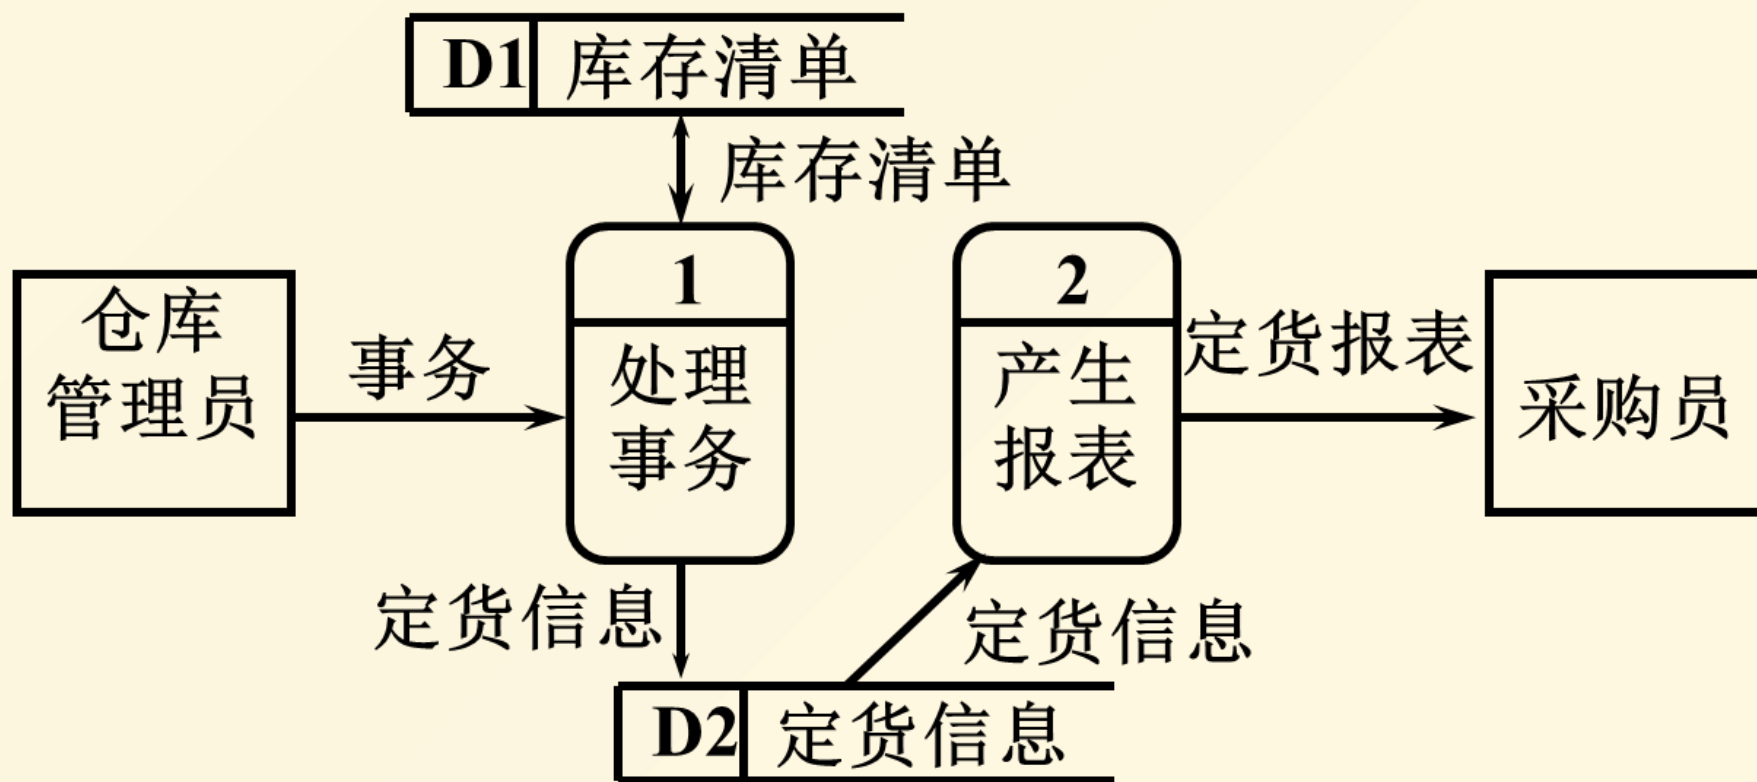 D1 库存清单
库存清单
仓库
管理员
事务
1
处理
事务
2
产生
报表
定货报表
采购员
定货信息
定货信息
D2 定货信息